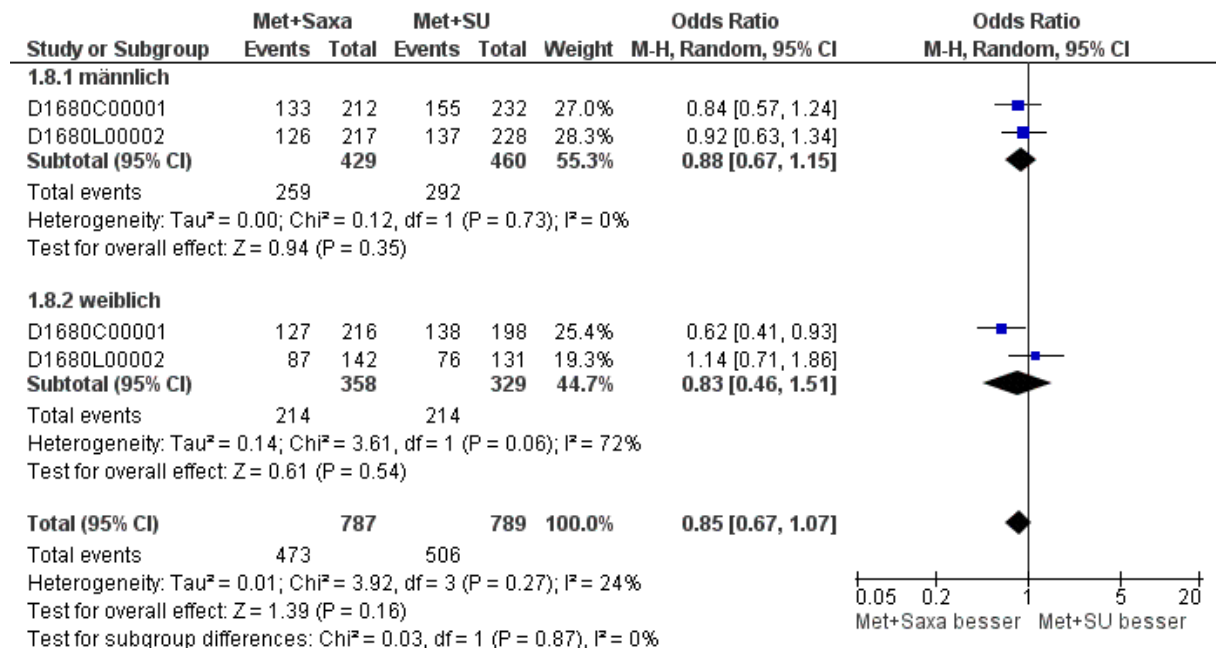 Met+Saxa Met+SU Odds Ratio Odds Ratio
Study or Subgroup Events Total Events Total Weight M-H, Random, 95% CI M-H, Random, 95% CI
1.8.1 männlich
D1680C00001 133 212 155 232 27.0% 0.84 [0.57, 1.24]
D1680L00002 126 217 137 228 28.3% 0.92 [0.63, 1.34]
Subtotal (95% CI) 429 460 55.3% 0.88 [0.67, 1.15]
Total events 259 292
Heterogeneity: Tau² = 0.00; Chi² = 0.12, df = 1 (P = 0.73); I² = 0%
Test for overall effect: Z = 0.94 (P = 0.35)
1.8.2 weiblich
D1680C00001 127 216 138 198 25.4% 0.62 [0.41, 0.93]
D1680L00002 87 142 76 131 19.3% 1.14 [0.71, 1.86]
Subtotal (95% CI) 358 329 44.7% 0.83 [0.46, 1.51]
Total events 214 214
Heterogeneity: Tau² = 0.14; Chi² = 3.61, df = 1 (P = 0.06); I² = 72%
Test for overall effect: Z = 0.61 (P = 0.54)
Total (95% CI) 787 789 100.0% 0.85 [0.67, 1.07]
Total events 473 506
Heterogeneity: Tau² = 0.01; Chi² = 3.92, df = 3 (P = 0.27); I² = 24%
Test for overall effect: Z = 1.39 (P = 0.16)
Test for subgroup differences: Chi² = 0.03, df = 1 (P = 0.87), I² = 0%
0.05 0.2 1 5 20
Met+Saxa besser Met+SU besser